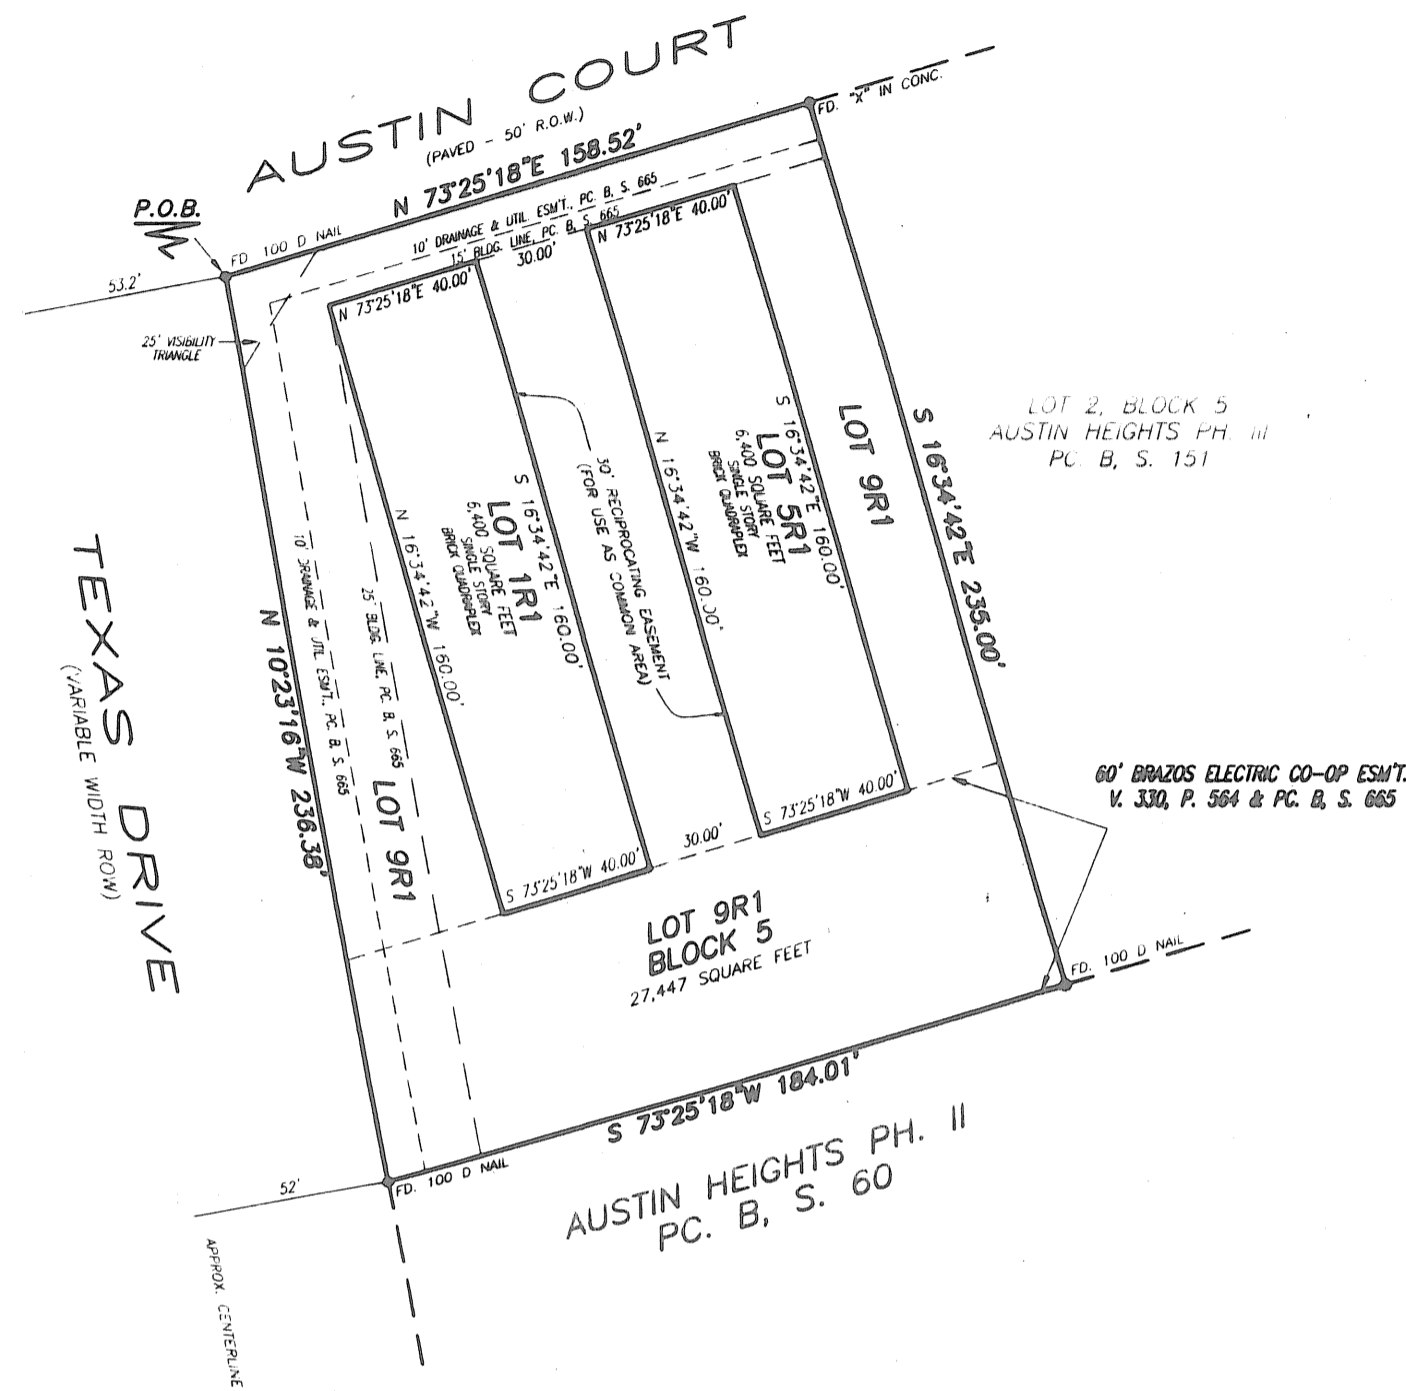 AUSTIN COURT
(PAVED - 50' R.O.W.)
N 73°25'18"E 158.52'
FD. "X" IN CONC.
P.O.B.
FD 100 D NAIL
53.2'
10' DRAINAGE & UTIL. ESM'T., PC. B, S. 665
15' BLDG. LINE, PC. B, S. 665
30.00'
N 73°25'18"E 40.00'
N 73°25'18"E 40.00'
25' VISIBILITY
TRIANGLE
LOT 2, BLOCK 5
AUSTIN HEIGHTS PH. III
PC. B, S. 151
S 16°34'42"E 235.00'
LOT 9R1
S 16°34'42"E 160.00'
LOT 5R1
6,400 SQUARE FEET
SINGLE STORY
BRICK QUADRAPLEX
N 16°34'42"W 160.00'
30' RECIPROCATING EASEMENT
(FOR USE AS COMMON AREA)
S 16°34'42"E 160.00'
LOT 1R1
6,400 SQUARE FEET
SINGLE STORY
BRICK QUADRAPLEX
N 16°34'42"W 160.00'
25' BLDG. LINE, PC. B, S. 665
10' DRAINAGE & UTIL. ESM'T., PC. B, S. 665
LOT 9R1
N 10°23'16"W 236.38'
TEXAS DRIVE
(VARIABLE WIDTH ROW)
60' BRAZOS ELECTRIC CO-OP ESM'T.
V. 330, P. 564 & PC. B, S. 665
S 73°25'18"W 40.00'
30.00'
S 73°25'18"W 40.00'
LOT 9R1
BLOCK 5
27,447 SQUARE FEET
FD. 100 D NAIL
S 73°25'18"W 184.01'
FD. 100 D NAIL
52'
AUSTIN HEIGHTS PH. II
PC. B, S. 60
APPROX. CENTERLINE